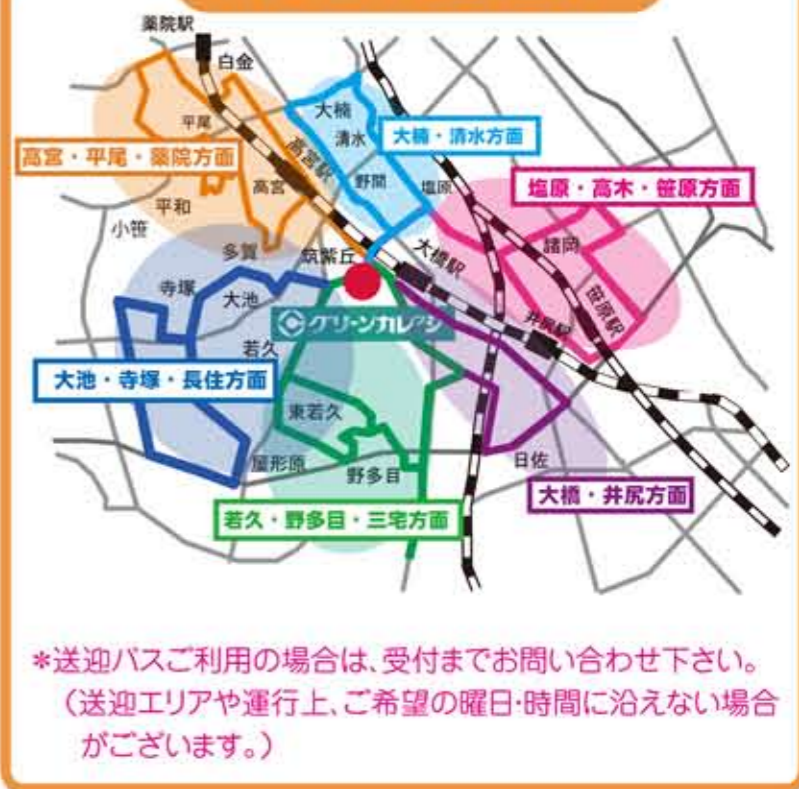 薬院駅
白金
平尾
大楠
清水
大楠・清水方面
高宮・平尾・薬院方面
高宮駅
高宮
野間
塩原
塩原・高木・笹原方面
平和
小笹
多賀
筑紫丘
大橋駅
諸岡
笹原駅
寺塚
大池
グリーンカレッジ
井尻駅
若久
大池・寺塚・長住方面
東若久
屋形原
野多目
日佐
大橋・井尻方面
若久・野多目・三宅方面
*送迎バスご利用の場合は、受付までお問い合わせ下さい。
(送迎エリアや運行上、ご希望の曜日・時間に沿えない場合
がございます。)